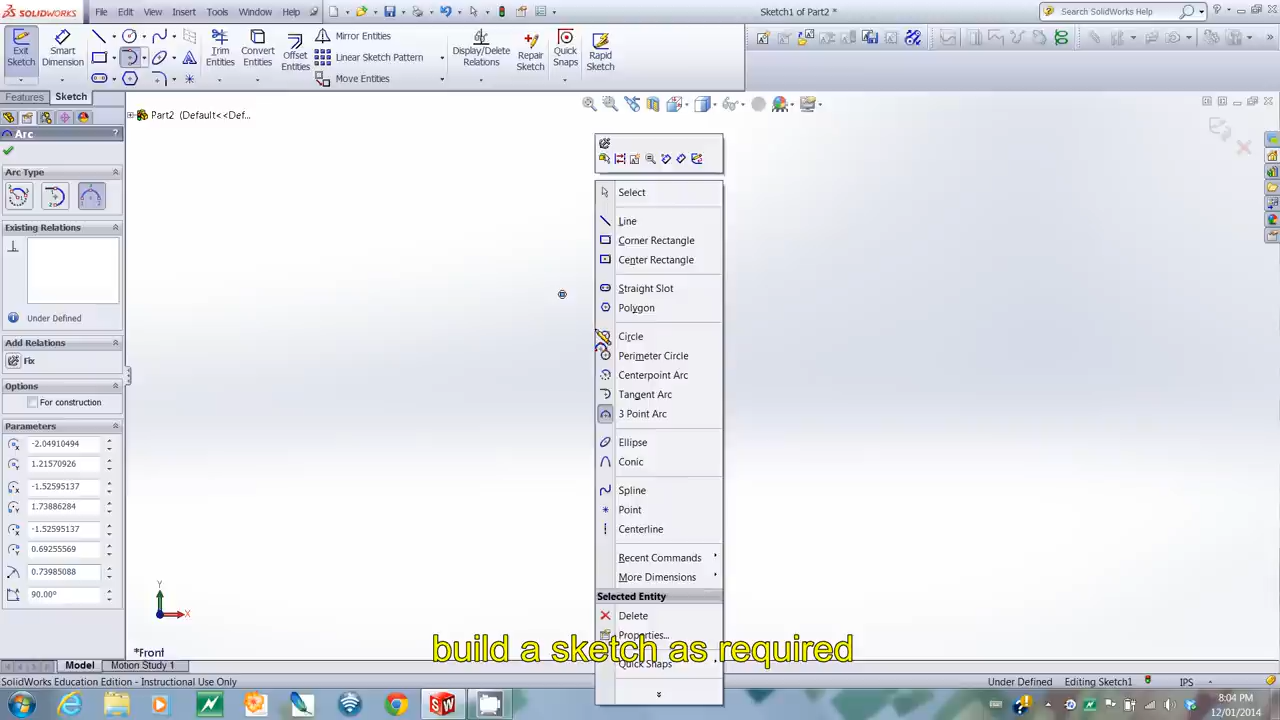 SOLIDWORKS File Edit View Insert Tools Window Help Sketch1 of Part2 * Search SolidWorks Help
Exit Sketch
Smart Dimension
Trim Entities
Convert Entities
Offset Entities
Mirror Entities
Linear Sketch Pattern
Move Entities
Display/Delete Relations
Repair Sketch
Quick Snaps
Rapid Sketch
Features Sketch
Part2 (Default<<Def...
Arc ?
Arc Type
Existing Relations
Under Defined
Add Relations
Fix
Options
For construction
Parameters
-2.04910494
1.21570926
-1.52595137
1.73886284
-1.52595137
0.69255569
0.73985088
90.00°
Select
Line
Corner Rectangle
Center Rectangle
Straight Slot
Polygon
Circle
Perimeter Circle
Centerpoint Arc
Tangent Arc
3 Point Arc
Ellipse
Conic
Spline
Point
Centerline
Recent Commands
More Dimensions
Selected Entity
Delete
Properties...
Quick Snaps
Y
X
*Front
build a sketch as required
Model Motion Study 1
SolidWorks Education Edition - Instructional Use Only Under Defined Editing Sketch1 IPS
8:04 PM
12/01/2014